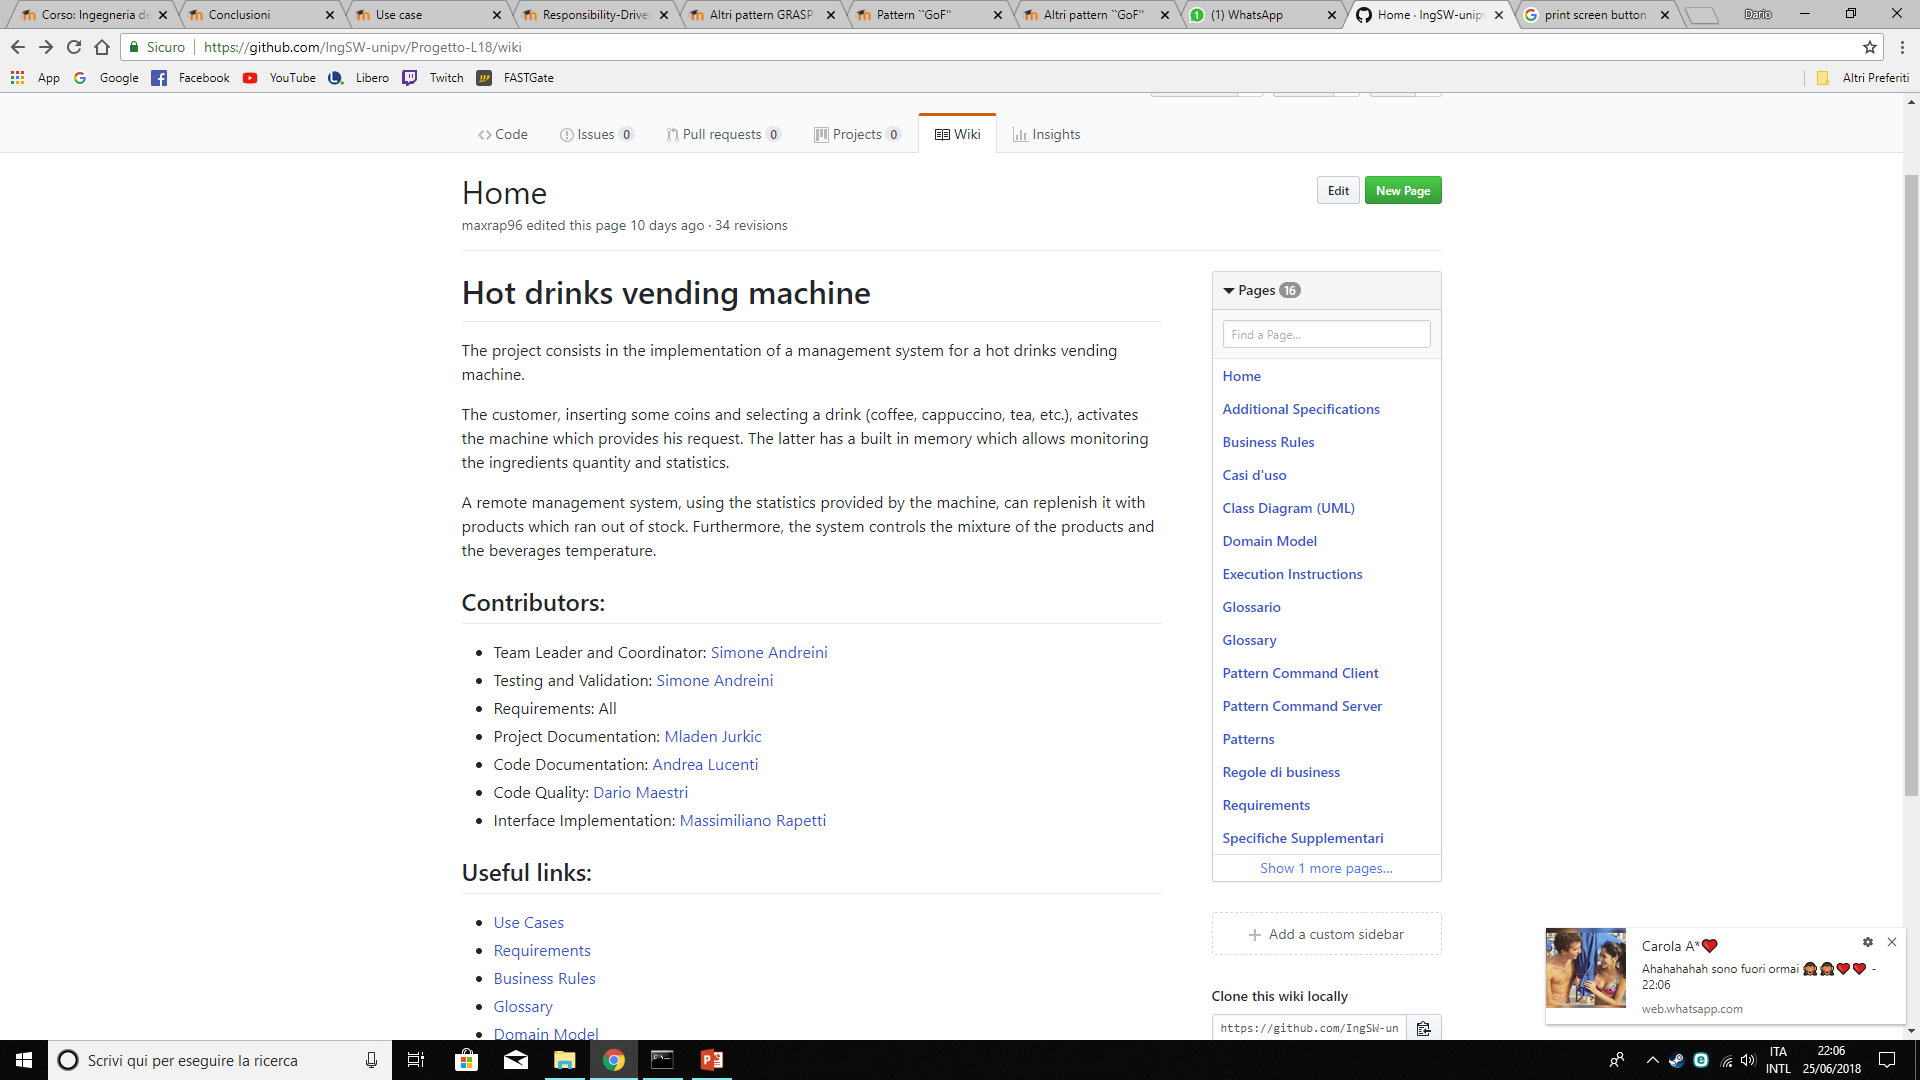 Corso: Ingegneria de
Conclusioni
Use case
Responsibility-Driver
Altri pattern GRASP
Pattern ``GoF''
Altri pattern ``GoF''
(1) WhatsApp
Home · IngSW-unipv
print screen button
Dario
Sicuro
https://github.com/IngSW-unipv/Progetto-L18/wiki
App
Google
Facebook
YouTube
Libero
Twitch
FASTGate
Altri Preferiti
Code
Issues 0
Pull requests 0
Projects 0
Wiki
Insights
Home
Edit
New Page
maxrap96 edited this page 10 days ago · 34 revisions
Hot drinks vending machine
The project consists in the implementation of a management system for a hot drinks vending
machine.
The customer, inserting some coins and selecting a drink (coffee, cappuccino, tea, etc.), activates
the machine which provides his request. The latter has a built in memory which allows monitoring
the ingredients quantity and statistics.
A remote management system, using the statistics provided by the machine, can replenish it with
products which ran out of stock. Furthermore, the system controls the mixture of the products and
the beverages temperature.
Contributors:
Team Leader and Coordinator: Simone Andreini
Testing and Validation: Simone Andreini
Requirements: All
Project Documentation: Mladen Jurkic
Code Documentation: Andrea Lucenti
Code Quality: Dario Maestri
Interface Implementation: Massimiliano Rapetti
Useful links:
Use Cases
Requirements
Business Rules
Glossary
Domain Model
Pages 16
Find a Page...
Home
Additional Specifications
Business Rules
Casi d'uso
Class Diagram (UML)
Domain Model
Execution Instructions
Glossario
Glossary
Pattern Command Client
Pattern Command Server
Patterns
Regole di business
Requirements
Specifiche Supplementari
Show 1 more pages...
+ Add a custom sidebar
Clone this wiki locally
https://github.com/IngSW-un
Carola A*❤️
Ahahahahah sono fuori ormai 🙈🙈❤️❤️ -
22:06
web.whatsapp.com
Scrivi qui per eseguire la ricerca
ITA
INTL
22:06
25/06/2018